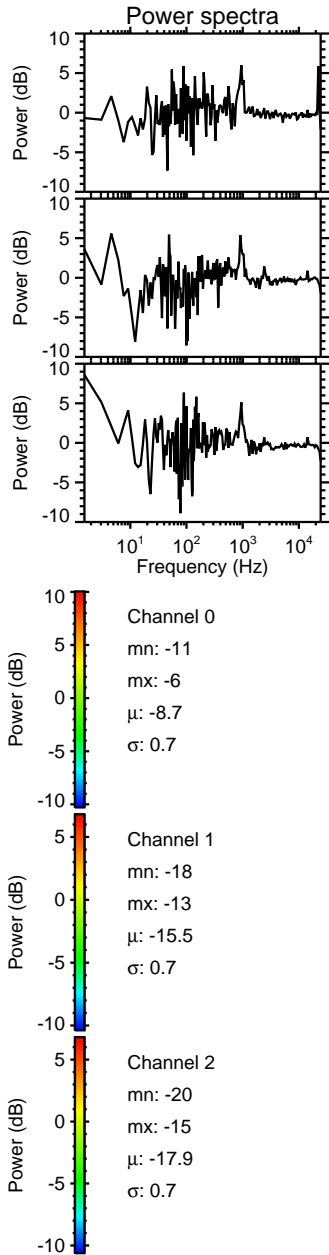 Power spectra
10
5
0
-5
-10
Power (dB)
5
0
-5
-10
Power (dB)
5
0
-5
-10
Power (dB)
10¹ 10² 10³ 10⁴
Frequency (Hz)
10
5
0
-5
-10
Power (dB)
Channel 0
mn: -11
mx: -6
μ: -8.7
σ: 0.7
5
0
-5
-10
Power (dB)
Channel 1
mn: -18
mx: -13
μ: -15.5
σ: 0.7
5
0
-5
-10
Power (dB)
Channel 2
mn: -20
mx: -15
μ: -17.9
σ: 0.7